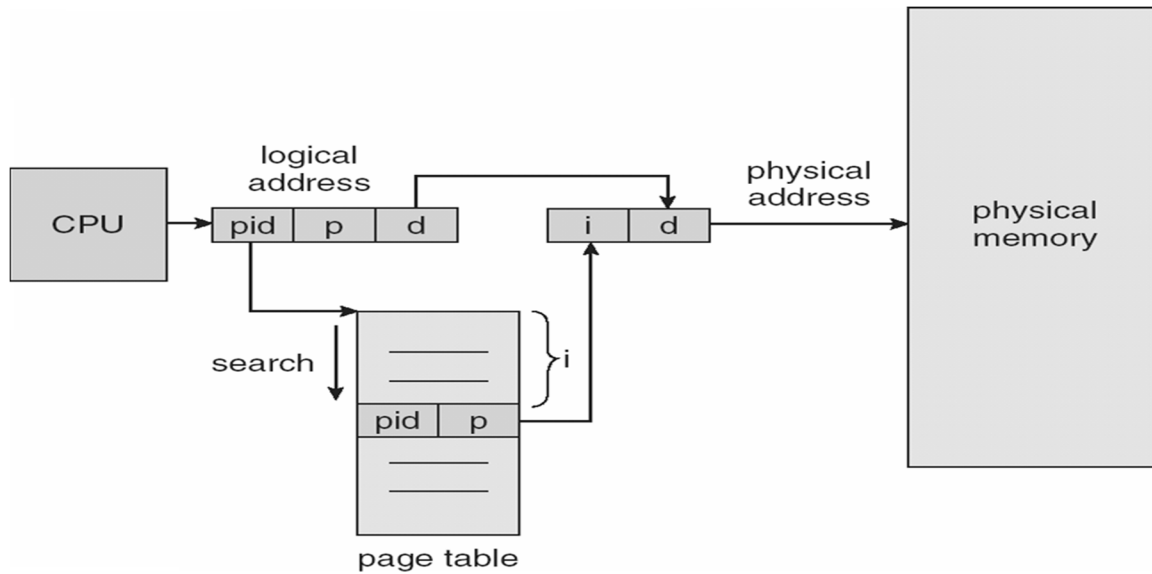 logical
address
physical
address
CPU
pid p d
i d
physical
memory
search
i
pid p
page table